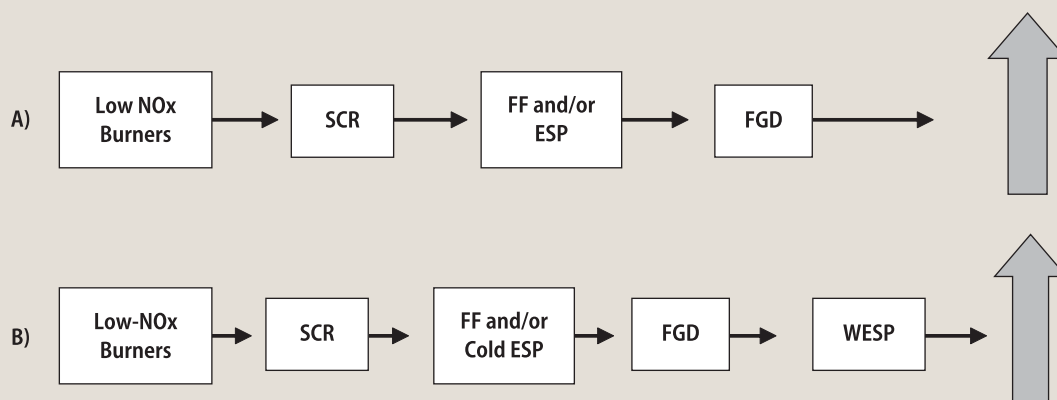 A)
Low NOx
Burners
SCR
FF and/or
ESP
FGD
B)
Low-NOx
Burners
SCR
FF and/or
Cold ESP
FGD
WESP